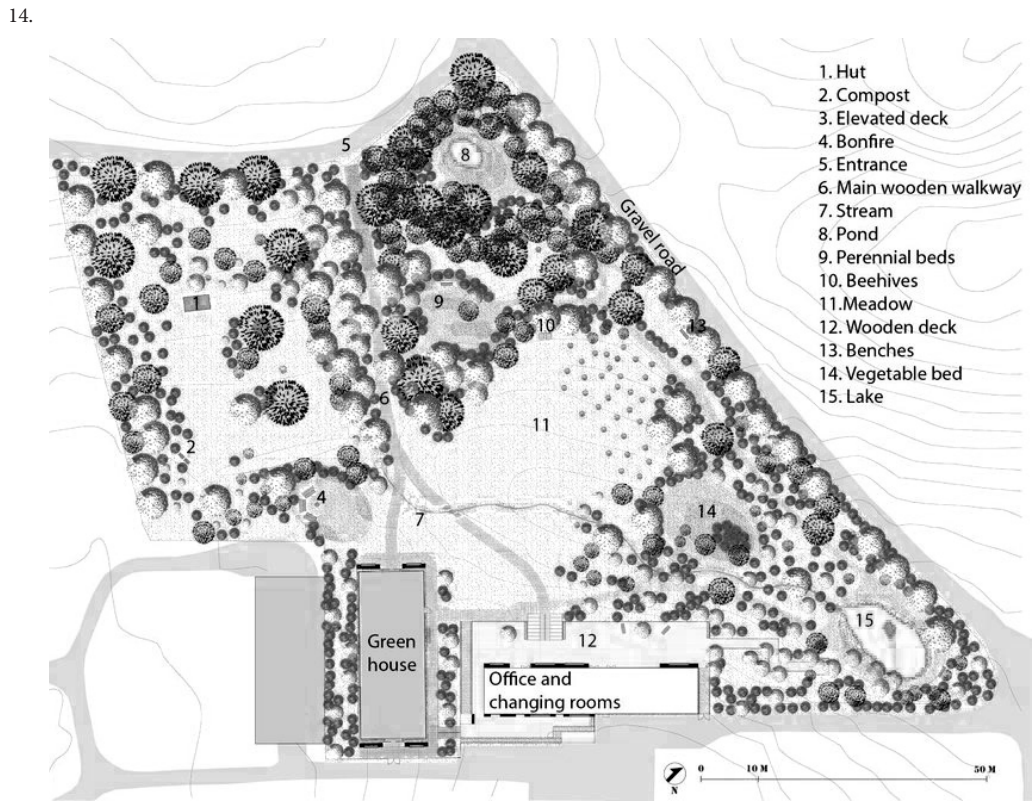 14.
1. Hut
2. Compost
3. Elevated deck
4. Bonfire
5. Entrance
6. Main wooden walkway
7. Stream
8. Pond
9. Perennial beds
10. Beehives
11.Meadow
12. Wooden deck
13. Benches
14. Vegetable bed
15. Lake
5
8
Gravel road
1
9
10
13
6
11
2
4
7
14
15
12
Green
house
Office and
changing rooms
N
0 10 M 50 M